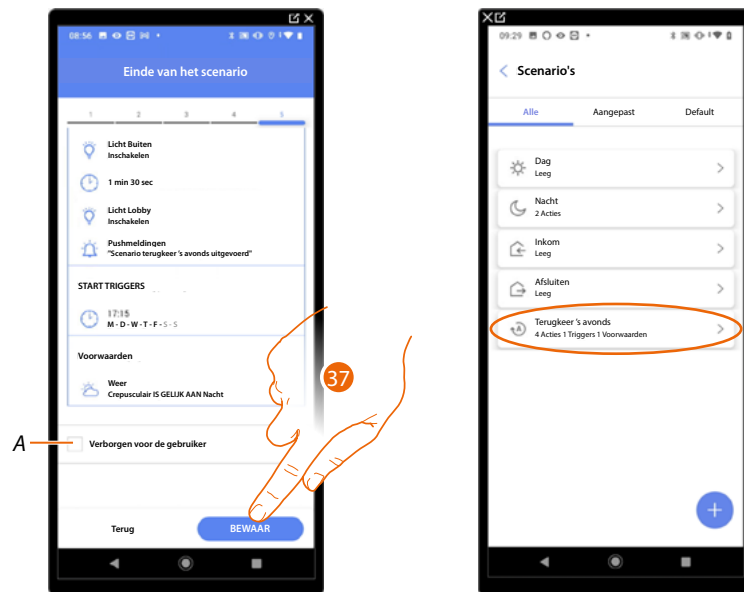 08:56
Einde van het scenario
1 2 3 4 5
Licht Buiten
Inschakelen
1 min 30 sec
Licht Lobby
Inschakelen
Pushmeldingen
"Scenario terugkeer 's avonds uitgevoerd"
START TRIGGERS
17:15
M - D - W - T - F - S - S
Voorwaarden
Weer
Crepusculair IS GELIJK AAN Nacht
A
Verborgen voor de gebruiker
Terug
BEWAAR
37
09:29
Scenario's
Alle
Aangepast
Default
Dag
Leeg
Nacht
2 Acties
Inkom
Leeg
Afsluiten
Leeg
A
Terugkeer 's avonds
4 Acties 1 Triggers 1 Voorwaarden
+